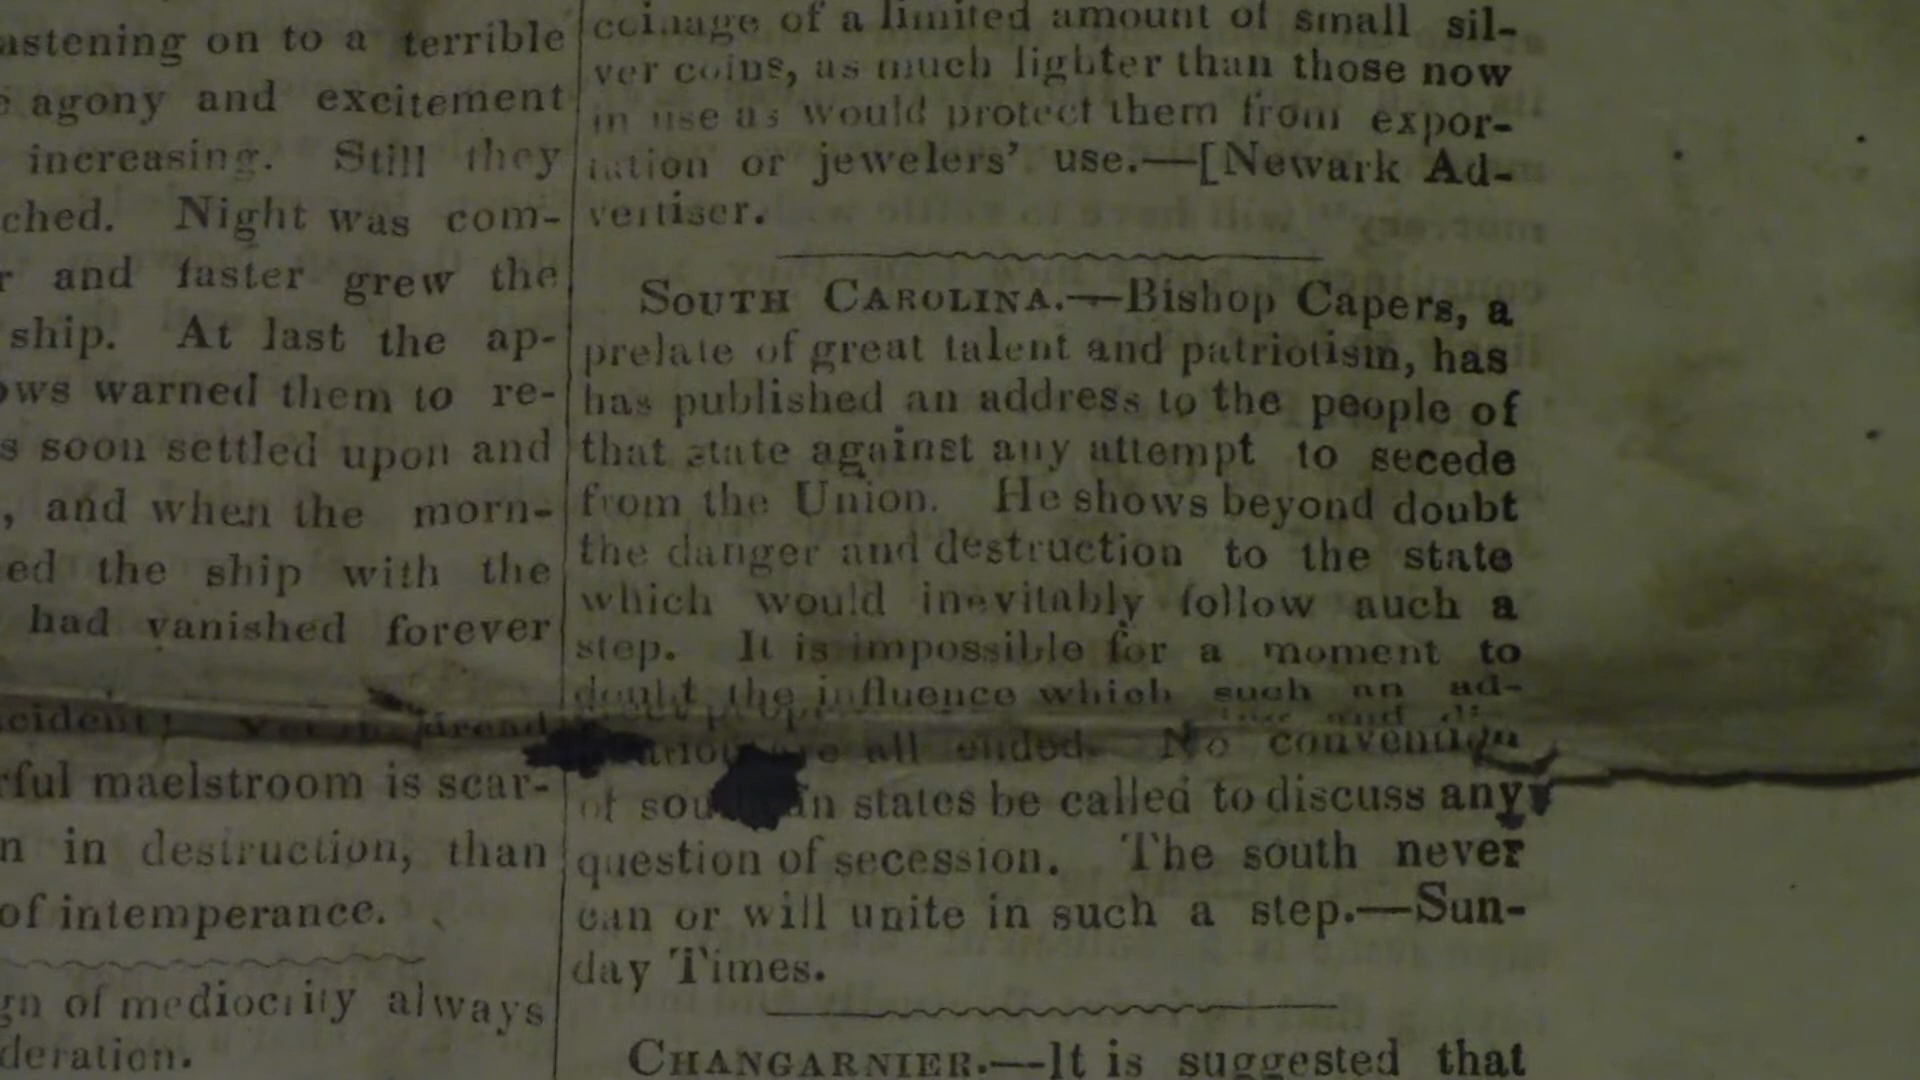 astening on to a terrible
agony and excitement
increasing. Still they
ched. Night was com-
r and faster grew the
ship. At last the ap-
ows warned them to re-
s soon settled upon and
, and when the morn-
ed the ship with the
had vanished forever
cident!
rful maelstroom is scar-
n in destruction, than
of intemperance.
gn of mediocrity always
deration.
coinage of a limited amount of small sil-
ver coins, as much lighter than those now
in use as would protect them from expor-
tation or jewelers' use.—[Newark Ad-
vertiser.
SOUTH CAROLINA.—Bishop Capers, a
prelate of great talent and patriotism, has
has published an address to the people of
that state against any attempt to secede
from the Union. He shows beyond doubt
the danger and destruction to the state
which would inevitably follow auch a
step. It is impossible for a moment to
doubt the influence which such an ad-
all ended. No convention
of states be called to discuss any
question of secession. The south never
can or will unite in such a step.—Sun-
day Times.
CHANGARNIER.—It is suggested that